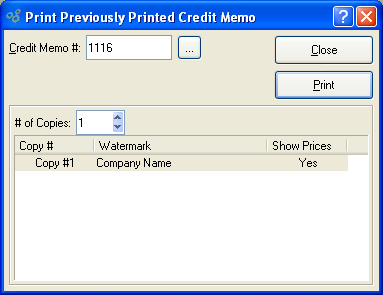 Print Previously Printed Credit Memo
Credit Memo #: 1116 ... Close
Print
# of Copies: 1
Copy # Watermark Show Prices
Copy #1 Company Name Yes